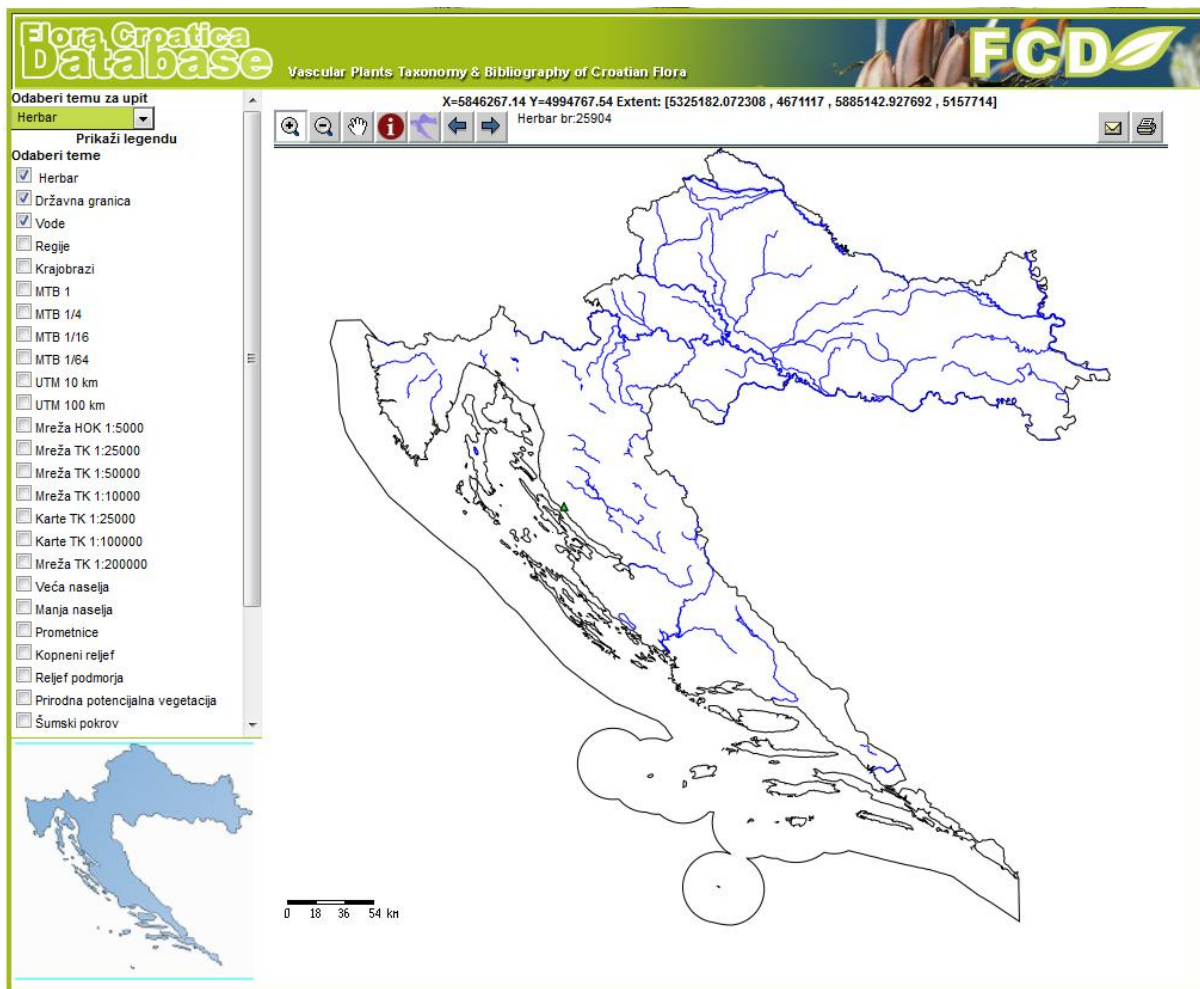 Flora Croatica
Database
Vascular Plants Taxonomy & Bibliography of Croatian Flora
FCD
Odaberi temu za upit
Herbar
Prikaži legendu
Odaberi teme
Herbar
Državna granica
Vode
Regije
Krajobrazi
MTB 1
MTB 1/4
MTB 1/16
MTB 1/64
UTM 10 km
UTM 100 km
Mreža HOK 1:5000
Mreža TK 1:25000
Mreža TK 1:50000
Mreža TK 1:10000
Karte TK 1:25000
Karte TK 1:100000
Mreža TK 1:200000
Veća naselja
Manja naselja
Prometnice
Kopneni reljef
Reljef podmorja
Prirodna potencijalna vegetacija
Šumski pokrov
X=5846267.14 Y=4994767.54 Extent: [5325182.072308 , 4671117 , 5885142.927692 , 5157714]
Herbar br:25904
0 18 36 54 км